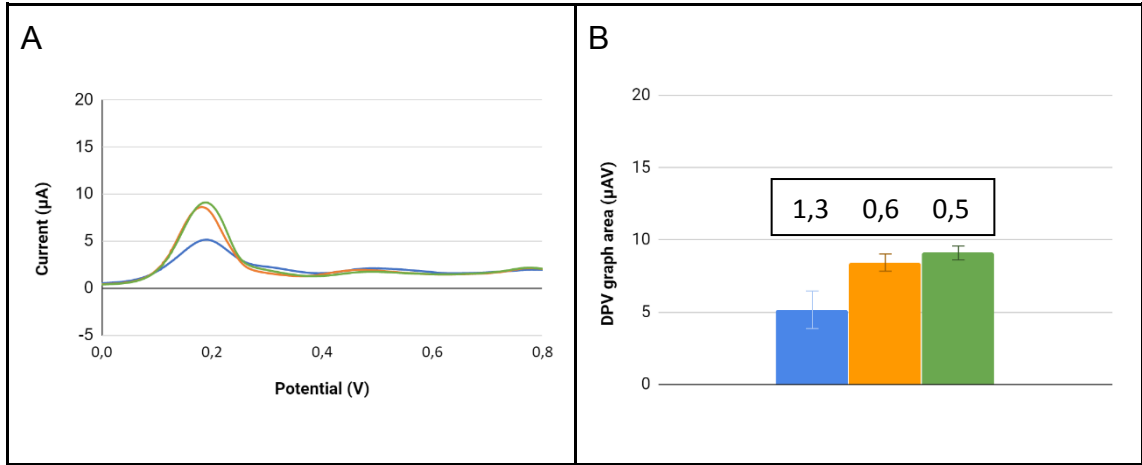 A
Current (µA)
20
15
10
5
0
-5
0,0 0,2 0,4 0,6 0,8
Potential (V)
B
DPV graph area (µAV)
20
15
10
5
0
1,3 0,6 0,5